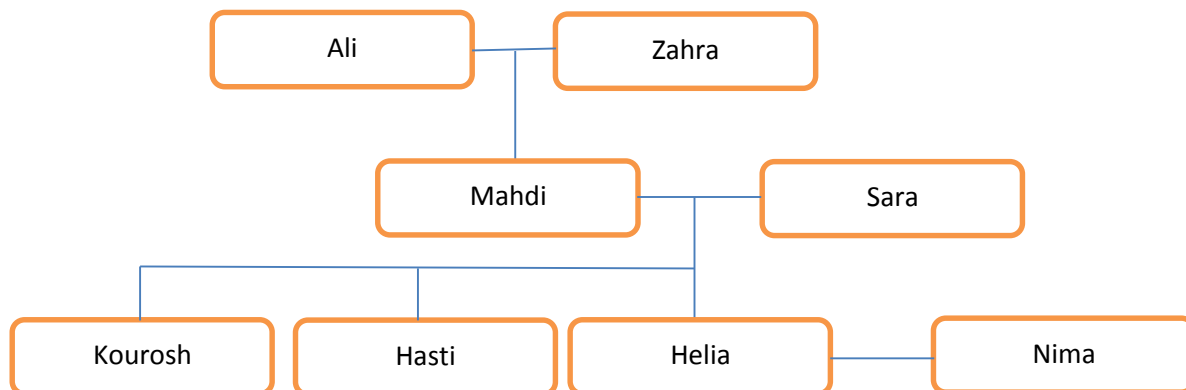 Ali
Zahra
Mahdi
Sara
Kourosh
Hasti
Helia
Nima